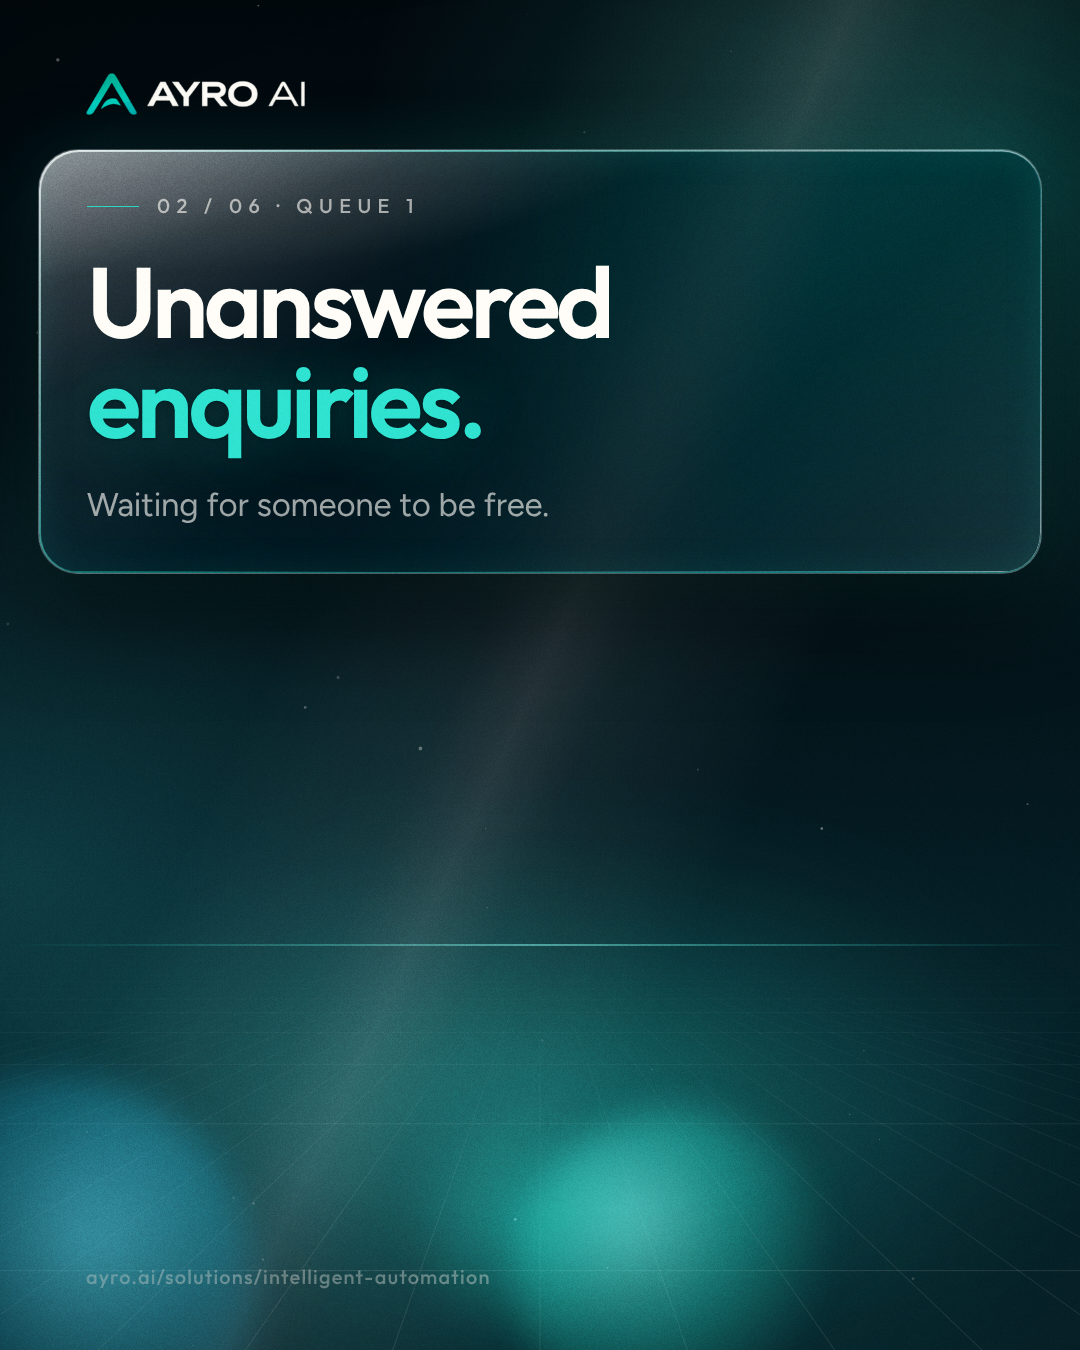 AYRO AI
02 / 06 · QUEUE 1
Unanswered
enquiries.
Waiting for someone to be free.
ayro.ai/solutions/intelligent-automation